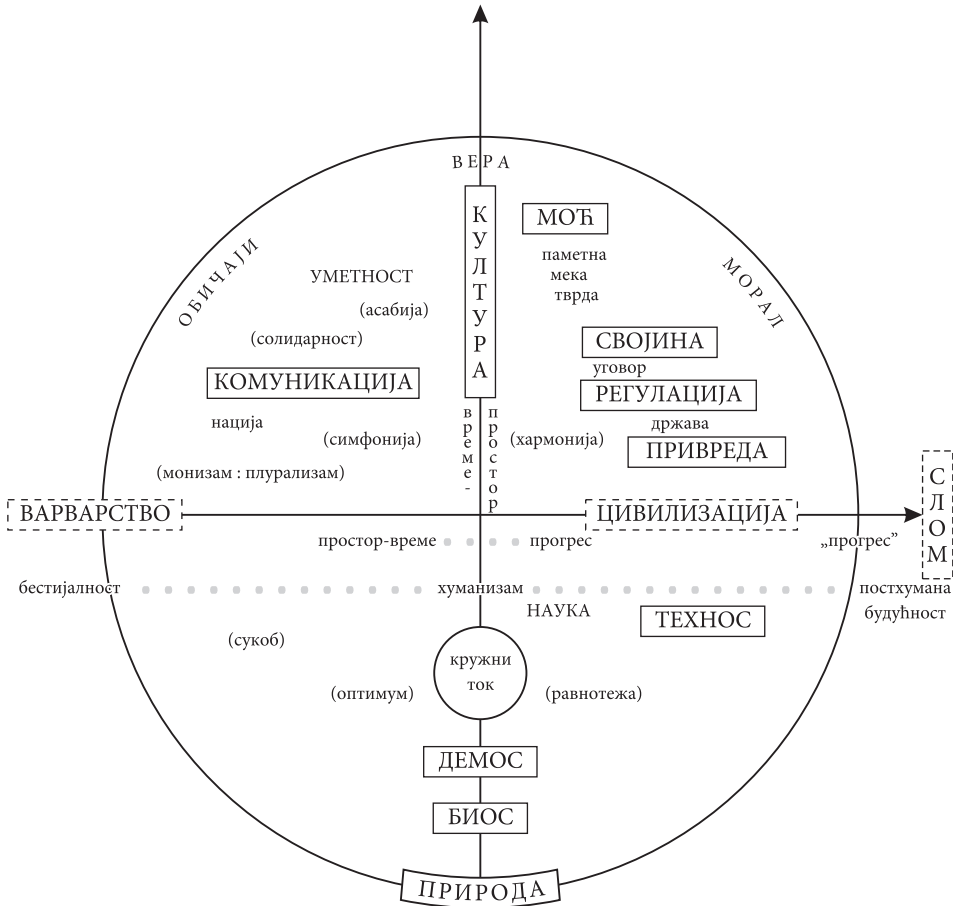 ВЕРА
КУЛТУРА
МОЋ
паметна
мека
тврда
ОБИЧАЈИ
МОРАЛ
УМЕТНОСТ
(асабија)
(солидарност)
СВОЈИНА
уговор
КОМУНИКАЦИЈА
РЕГУЛАЦИЈА
нација
држава
време-
простор
(симфонија)
(хармонија)
ПРИВРЕДА
(монизам : плурализам)
ВАРВАРСТВО
ЦИВИЛИЗАЦИЈА
СЛОМ
простор-време
прогрес
„прогрес”
бестијалност
хуманизам
постхумана
будућност
НАУКА
ТЕХНОС
(сукоб)
кружни
ток
(оптимум)
(равнотежа)
ДЕМОС
БИОС
ПРИРОДА